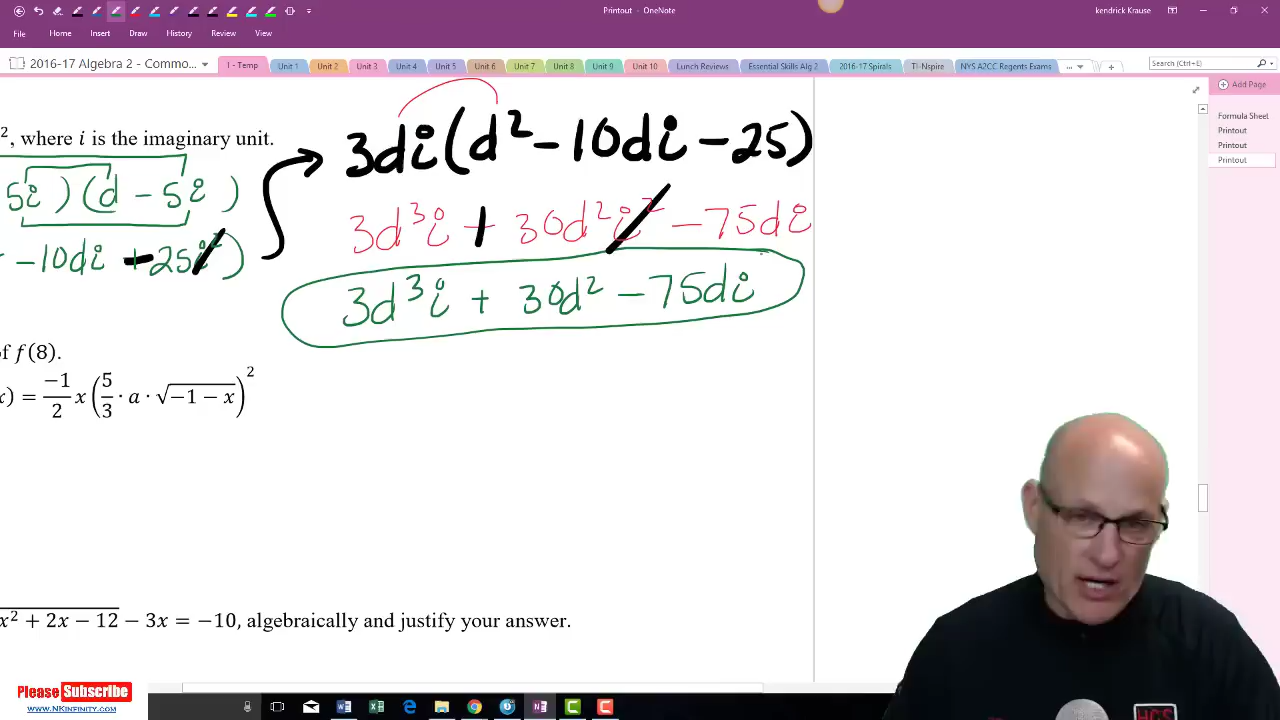 Printout - OneNote
kendrick Krause
File Home Insert Draw History Review View
2016-17 Algebra 2 - Commo...
I - Temp Unit 1 Unit 2 Unit 3 Unit 4 Unit 5 Unit 6 Unit 7 Unit 8 Unit 9 Unit 10 Lunch Reviews Essential Skills Alg 2 2016-17 Spirals TI-Nspire NYS A2CC Regents Exams ...
Search (Ctrl+E)
Add Page
Formula Sheet
Printout
Printout
Printout
², where i is the imaginary unit.
5i)(d - 5i)
-10di - 25i²)
3di(d² - 10di - 25)
3d³i + 30d²i² - 75di
3d³i + 30d² - 75di
of f(8).
x) = -1/2 x (5/3 · a · √-1 - x)²
x² + 2x - 12 - 3x = -10, algebraically and justify your answer.
Please Subscribe
www.NKinfinity.com
HCS